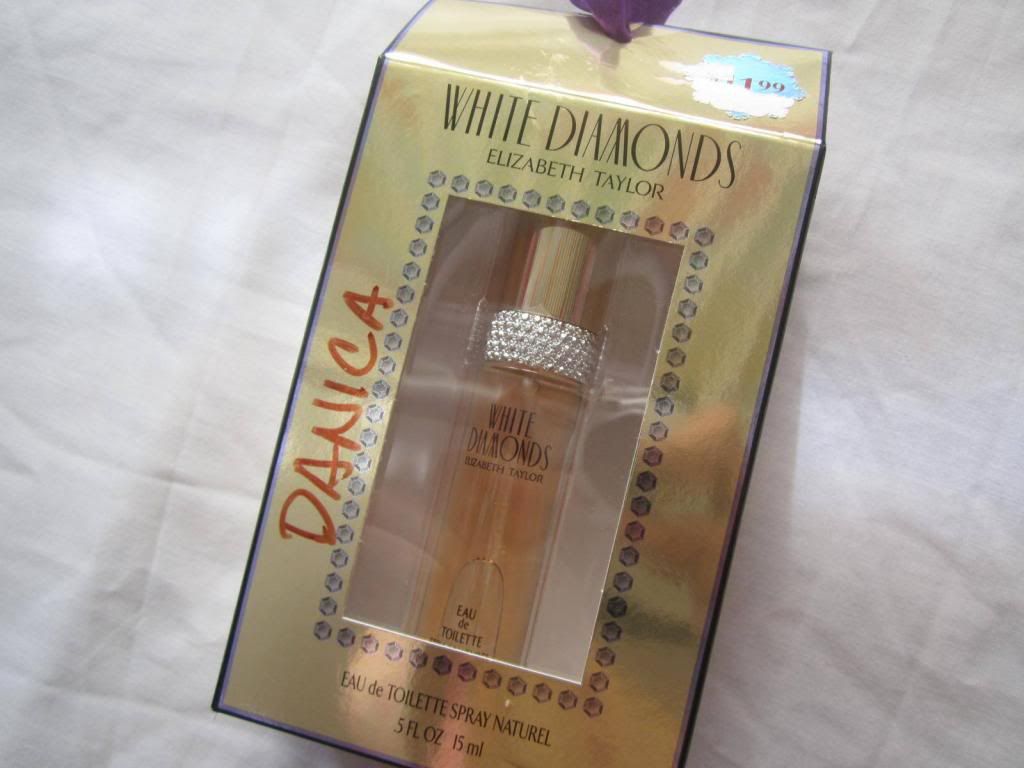 WHITE DIAMONDS
ELIZABETH TAYLOR
DANICA
WHITE
DIAMONDS
ELIZABETH TAYLOR
EAU
de
TOILETTE
EAU de TOILETTE SPRAY NATUREL
.5 FL OZ 15 ml